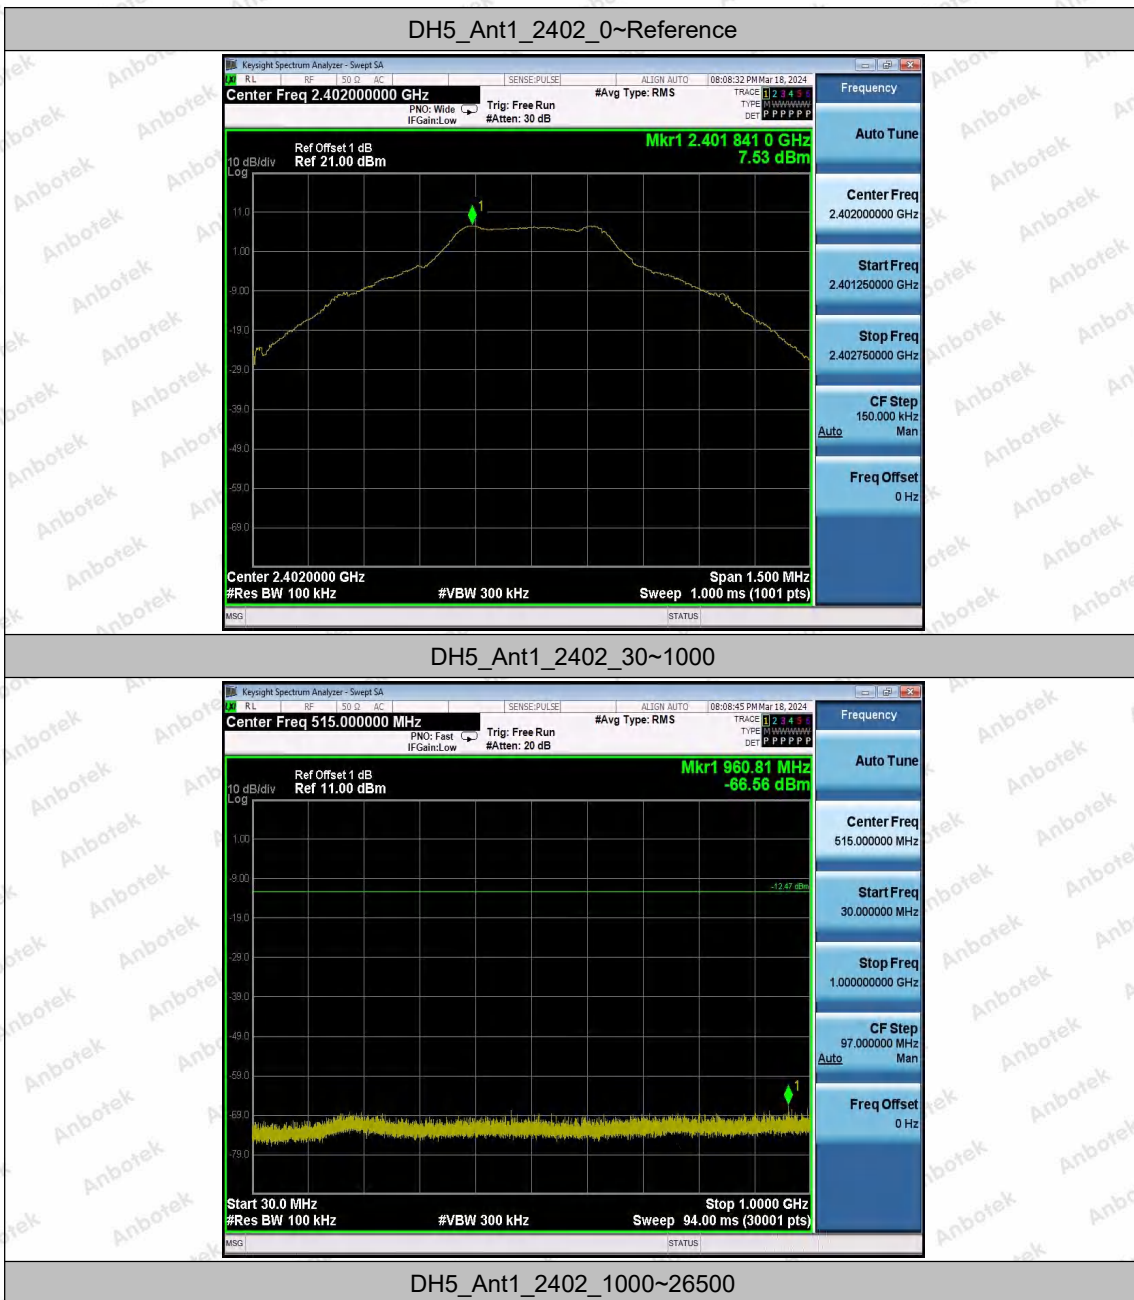 DH5_Ant1_2402_0~Reference
Keysight Spectrum Analyzer - Swept SA
LXI RL RF 50 Ω AC SENSE:PULSE ALIGN AUTO 08:08:32 PM Mar 18, 2024
Center Freq 2.402000000 GHz
PNO: Wide
IFGain:Low
Trig: Free Run
#Atten: 30 dB
#Avg Type: RMS
TRACE 1 2 3 4 5 6
TYPE M WWWWW
DET P P P P P P
Ref Offset 1 dB
10 dB/div Ref 21.00 dBm
Log
Mkr1 2.401 841 0 GHz
7.53 dBm
1
11.0
1.00
-9.00
-19.0
-29.0
-39.0
-49.0
-59.0
-69.0
Center 2.4020000 GHz Span 1.500 MHz
#Res BW 100 kHz #VBW 300 kHz Sweep 1.000 ms (1001 pts)
MSG STATUS
Frequency
Auto Tune
Center Freq
2.402000000 GHz
Start Freq
2.401250000 GHz
Stop Freq
2.402750000 GHz
CF Step
150.000 kHz
Auto Man
Freq Offset
0 Hz
DH5_Ant1_2402_30~1000
Keysight Spectrum Analyzer - Swept SA
LXI RL RF 50 Ω AC SENSE:PULSE ALIGN AUTO 08:08:45 PM Mar 18, 2024
Center Freq 515.000000 MHz
PNO: Fast
IFGain:Low
Trig: Free Run
#Atten: 20 dB
#Avg Type: RMS
TRACE 1 2 3 4 5 6
TYPE M WWWWW
DET P P P P P P
Ref Offset 1 dB
10 dB/div Ref 11.00 dBm
Log
Mkr1 960.81 MHz
-66.56 dBm
1.00
-9.00
-12.47 dBm
-19.0
-29.0
-39.0
-49.0
-59.0
1
-69.0
-79.0
Start 30.0 MHz Stop 1.0000 GHz
#Res BW 100 kHz #VBW 300 kHz Sweep 94.00 ms (30001 pts)
MSG STATUS
Frequency
Auto Tune
Center Freq
515.000000 MHz
Start Freq
30.000000 MHz
Stop Freq
1.000000000 GHz
CF Step
97.000000 MHz
Auto Man
Freq Offset
0 Hz
DH5_Ant1_2402_1000~26500